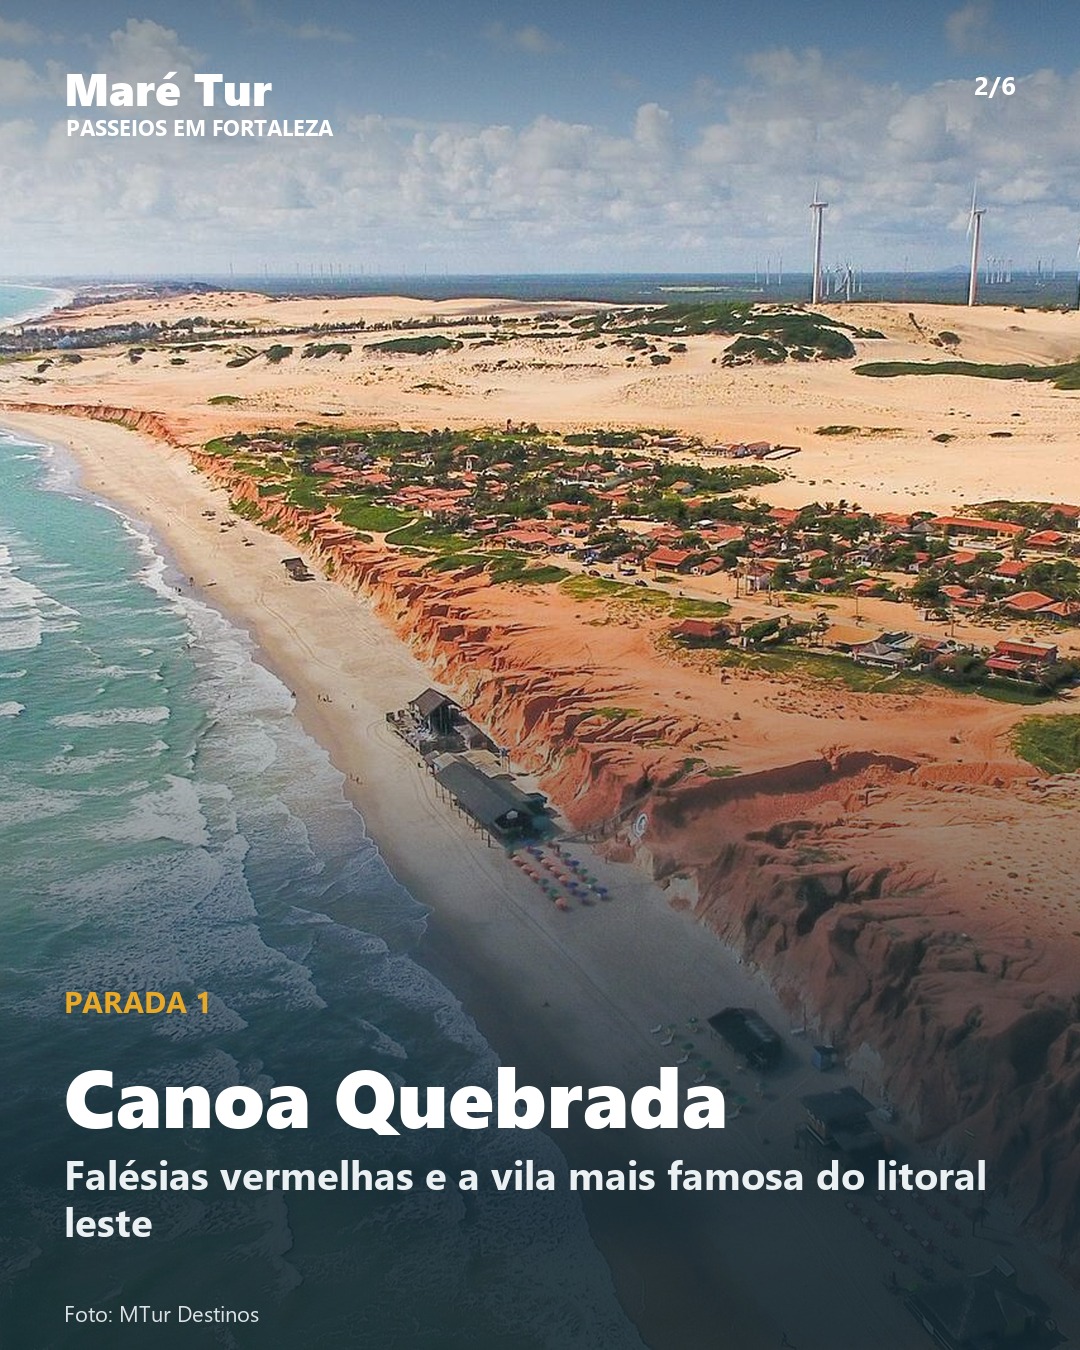 Maré Tur
PASSEIOS EM FORTALEZA
2/6
PARADA 1
Canoa Quebrada
Falésias vermelhas e a vila mais famosa do litoral
leste
Foto: MTur Destinos